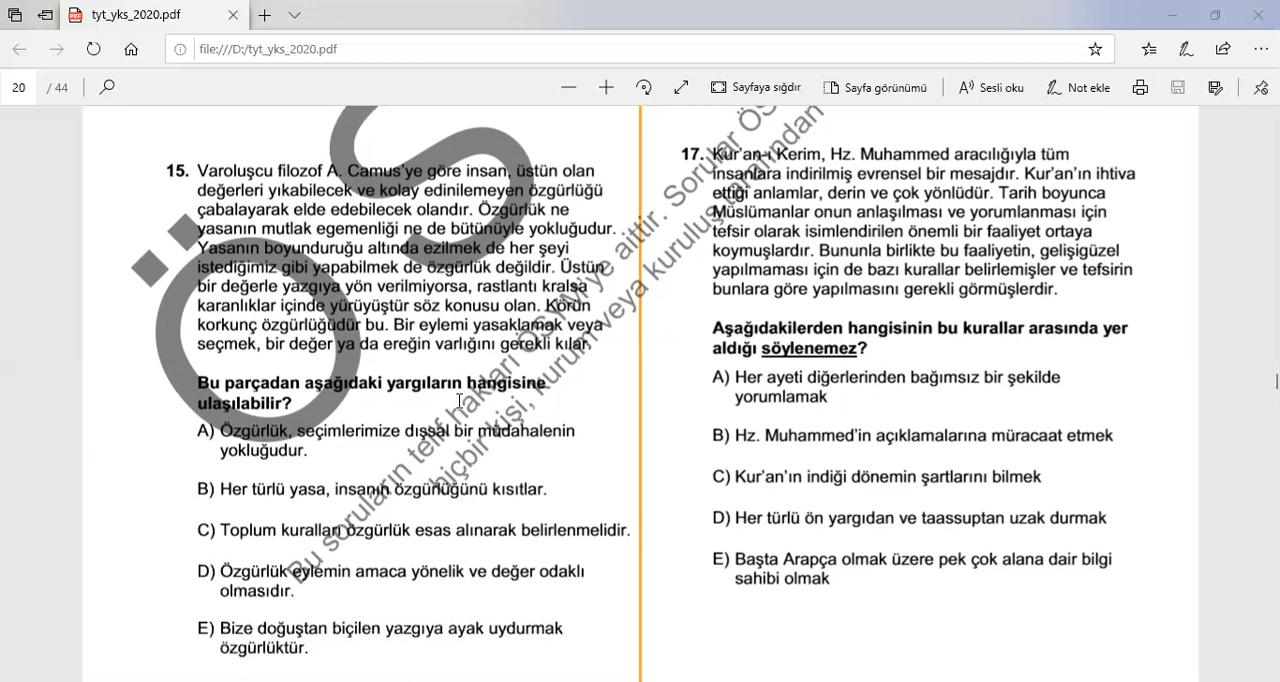 tyt_yks_2020.pdf
file:///D:/tyt_yks_2020.pdf
20 / 44
Sayfaya sığdır
Sayfa görünümü
Sesli oku
Not ekle
15. Varoluşcu filozof A. Camus'ye göre insan, üstün olan
değerleri yıkabilecek ve kolay edinilemeyen özgürlüğü
çabalayarak elde edebilecek olandır. Özgürlük ne
yasanın mutlak egemenliği ne de bütünüyle yokluğudur.
Yasanın boyunduruğu altında ezilmek de her şeyi
istediğimiz gibi yapabilmek de özgürlük değildir. Üstün
bir değerle yazgıya yön verilmiyorsa, rastlantı kralsa
karanlıklar içinde yürüyüştür söz konusu olan. Körün
korkunç özgürlüğüdür bu. Bir eylemi yasaklamak veya
seçmek, bir değer ya da ereğin varlığını gerekli kılar.
Bu parçadan aşağıdaki yargıların hangisine
ulaşılabilir?
A) Özgürlük, seçimlerimize dışsal bir müdahalenin
yokluğudur.
B) Her türlü yasa, insanın özgürlüğünü kısıtlar.
C) Toplum kuralları özgürlük esas alınarak belirlenmelidir.
D) Özgürlük eylemin amaca yönelik ve değer odaklı
olmasıdır.
E) Bize doğuştan biçilen yazgıya ayak uydurmak
özgürlüktür.
17. Kur'an-ı Kerim, Hz. Muhammed aracılığıyla tüm
insanlara indirilmiş evrensel bir mesajdır. Kur'an'ın ihtiva
ettiği anlamlar, derin ve çok yönlüdür. Tarih boyunca
Müslümanlar onun anlaşılması ve yorumlanması için
tefsir olarak isimlendirilen önemli bir faaliyet ortaya
koymuşlardır. Bununla birlikte bu faaliyetin, gelişigüzel
yapılmaması için de bazı kurallar belirlemişler ve tefsirin
bunlara göre yapılmasını gerekli görmüşlerdir.
Aşağıdakilerden hangisinin bu kurallar arasında yer
aldığı söylenemez?
A) Her ayeti diğerlerinden bağımsız bir şekilde
yorumlamak
B) Hz. Muhammed'in açıklamalarına müracaat etmek
C) Kur'an'ın indiği dönemin şartlarını bilmek
D) Her türlü ön yargıdan ve taassuptan uzak durmak
E) Başta Arapça olmak üzere pek çok alana dair bilgi
sahibi olmak
ÖS
Bu soruların telif hakları ÖSYM'ye aittir. Sorular ÖS
hiçbir kişi, kurum veya kuruluş tarafından